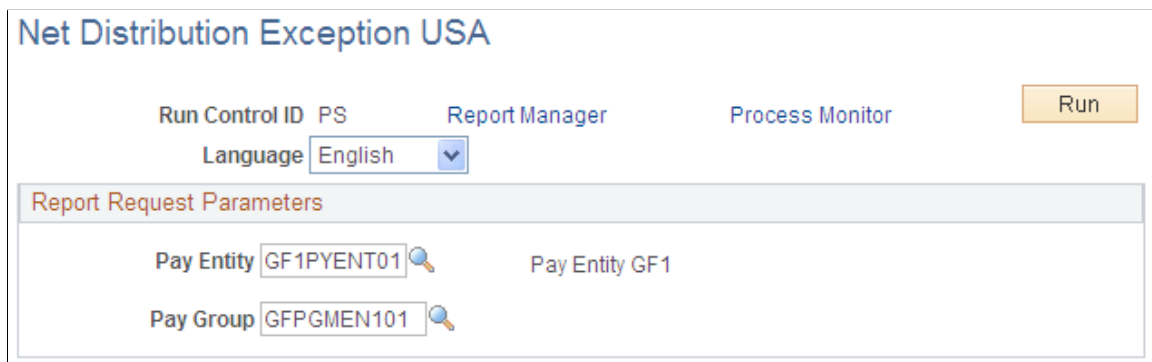 Net Distribution Exception USA
Run Control ID PS Report Manager Process Monitor Run
Language English
Report Request Parameters
Pay Entity GF1PYENT01 Pay Entity GF1
Pay Group GFPGMEN101